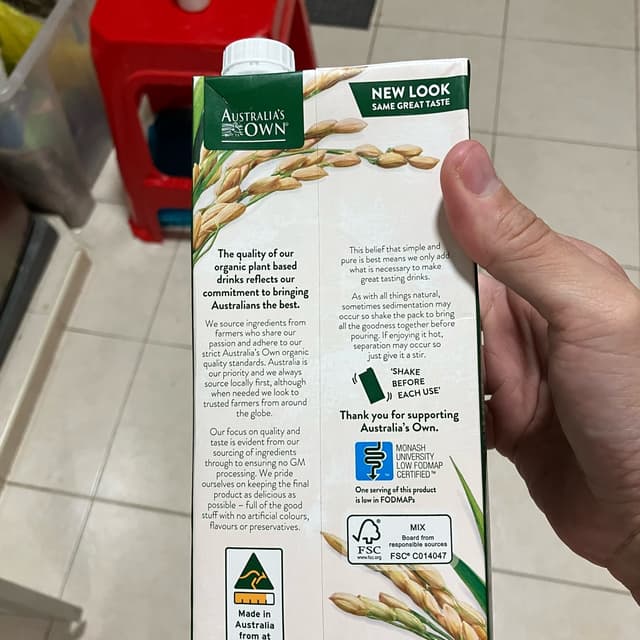 NEW LOOK
SAME GREAT TASTE
AUSTRALIA'S
OWN®
The quality of our
organic plant based
drinks reflects our
commitment to bringing
Australians the best.
We source ingredients from
farmers who share our
passion and adhere to our
strict Australia's Own organic
quality standards. Australia is
our priority and we always
source locally first, although
when needed we look to
trusted farmers from around
the globe.
Our focus on quality and
taste is evident from our
sourcing of ingredients
through to ensuring no GM
processing. We pride
ourselves on keeping the final
product as delicious as
possible – full of the good
stuff with no artificial colours,
flavours or preservatives.
Made in
Australia
from at
This belief that simple and
pure is best means we only add
what is necessary to make
great tasting drinks.
As with all things natural,
sometimes sedimentation may
occur so shake the pack to bring
all the goodness together before
pouring. If enjoying it hot,
separation may occur so
just give it a stir.
'SHAKE
BEFORE
EACH USE'
Thank you for supporting
Australia's Own.
MONASH
UNIVERSITY
LOW FODMAP
CERTIFIED™
One serving of this product
is low in FODMAPs
FSC
www.fsc.org
MIX
Board from
responsible sources
FSC® C014047